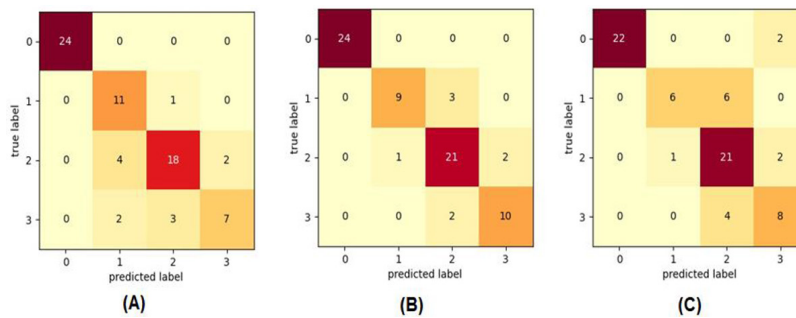 0 24 0 0 0
1 0 11 1 0
2 0 4 18 2
3 0 2 3 7
0 1 2 3
true label
predicted label
(A)
0 24 0 0 0
1 0 9 3 0
2 0 1 21 2
3 0 0 2 10
0 1 2 3
true label
predicted label
(B)
0 22 0 0 2
1 0 6 6 0
2 0 1 21 2
3 0 0 4 8
0 1 2 3
true label
predicted label
(C)